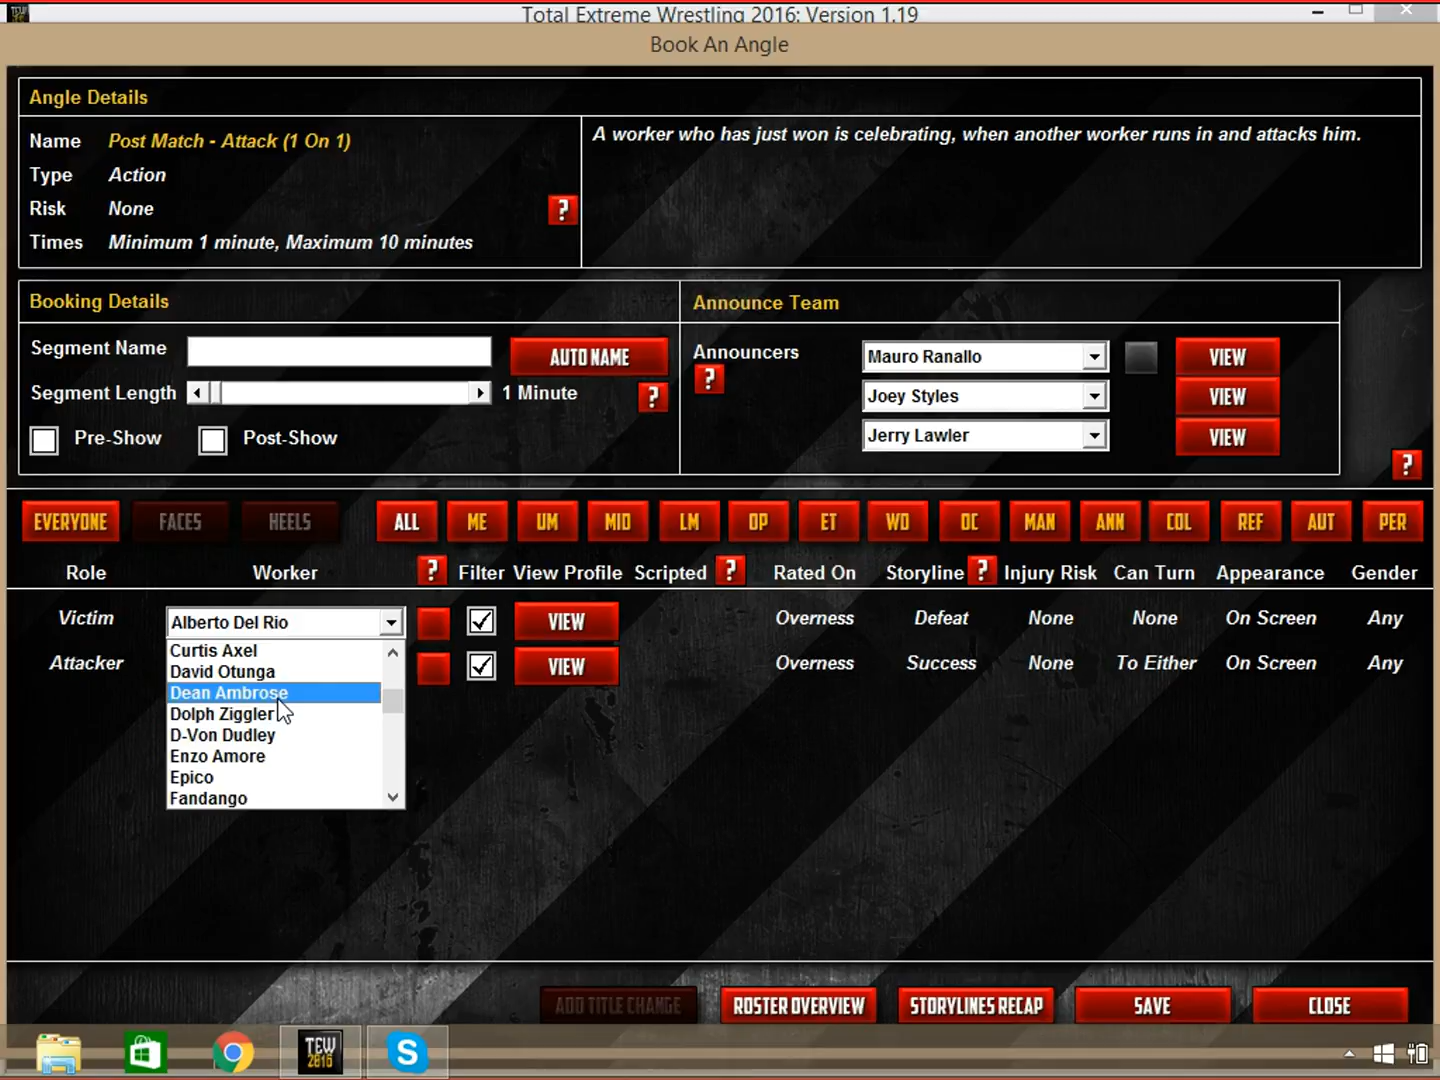 Total Extreme Wrestling 2016: Version 1.19
Book An Angle
Angle Details
Name Post Match - Attack (1 On 1)
Type Action
Risk None
?
Times Minimum 1 minute, Maximum 10 minutes
A worker who has just won is celebrating, when another worker runs in and attacks him.
Booking Details
Segment Name
AUTO NAME
Segment Length
1 Minute
?
Pre-Show Post-Show
Announce Team
Announcers
?
Mauro Ranallo VIEW
Joey Styles VIEW
Jerry Lawler VIEW
?
EVERYONE FACES HEELS ALL ME UM MID LM OP ET WO OC MAN ANN COL REF AUT PER
Role Worker ? Filter View Profile Scripted ? Rated On Storyline ? Injury Risk Can Turn Appearance Gender
Victim Alberto Del Rio VIEW Overness Defeat None None On Screen Any
Attacker VIEW Overness Success None To Either On Screen Any
Curtis Axel
David Otunga
Dean Ambrose
Dolph Ziggler
D-Von Dudley
Enzo Amore
Epico
Fandango
ADD TITLE CHANGE ROSTER OVERVIEW STORYLINES RECAP SAVE CLOSE
TEW
2016
S